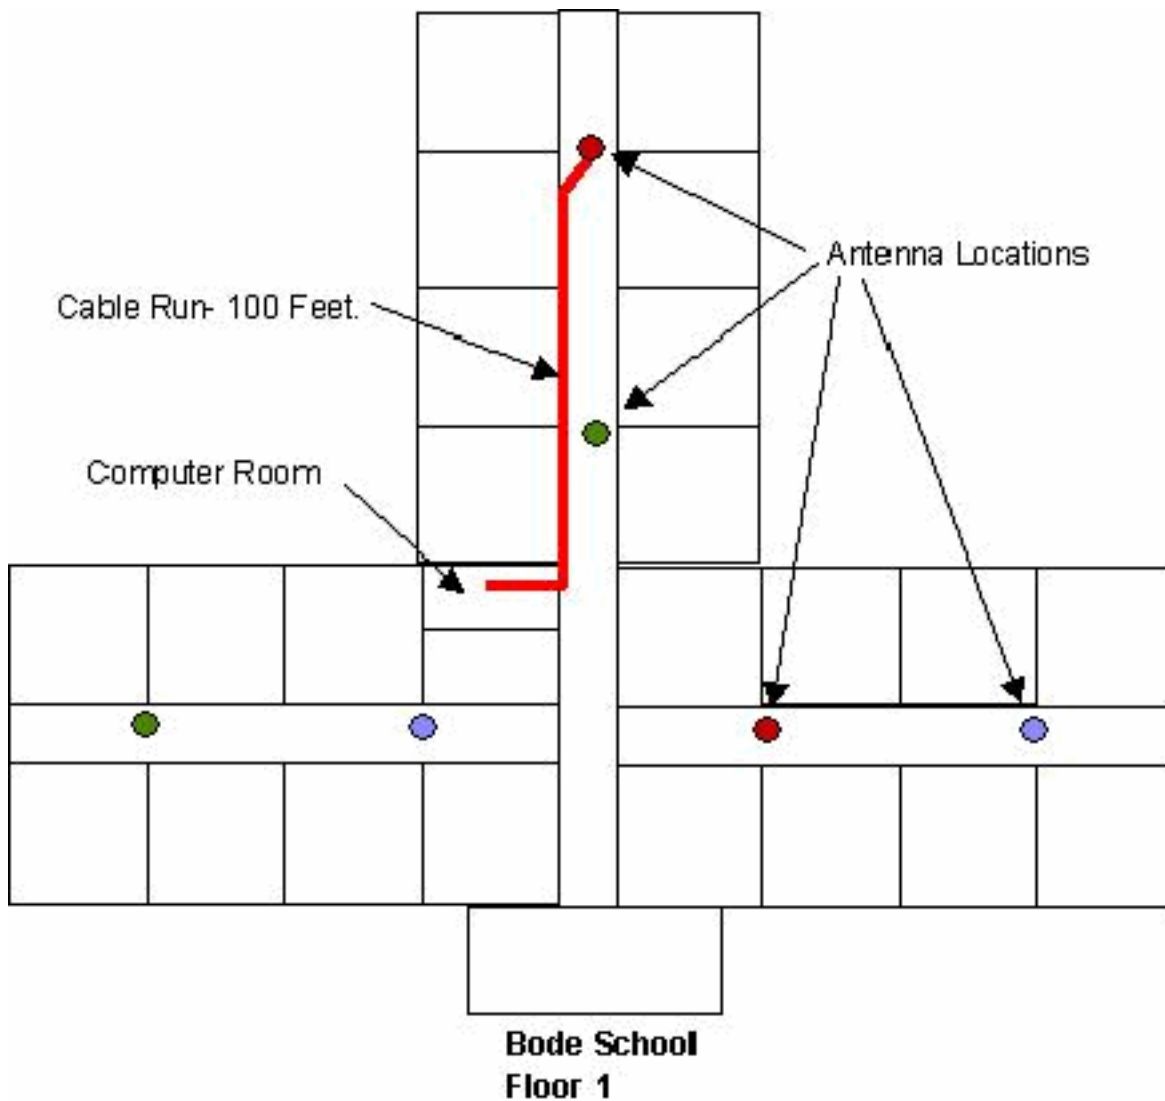 Antenna Locations
Cable Run- 100 Feet.
Computer Room
Bode School
Floor 1